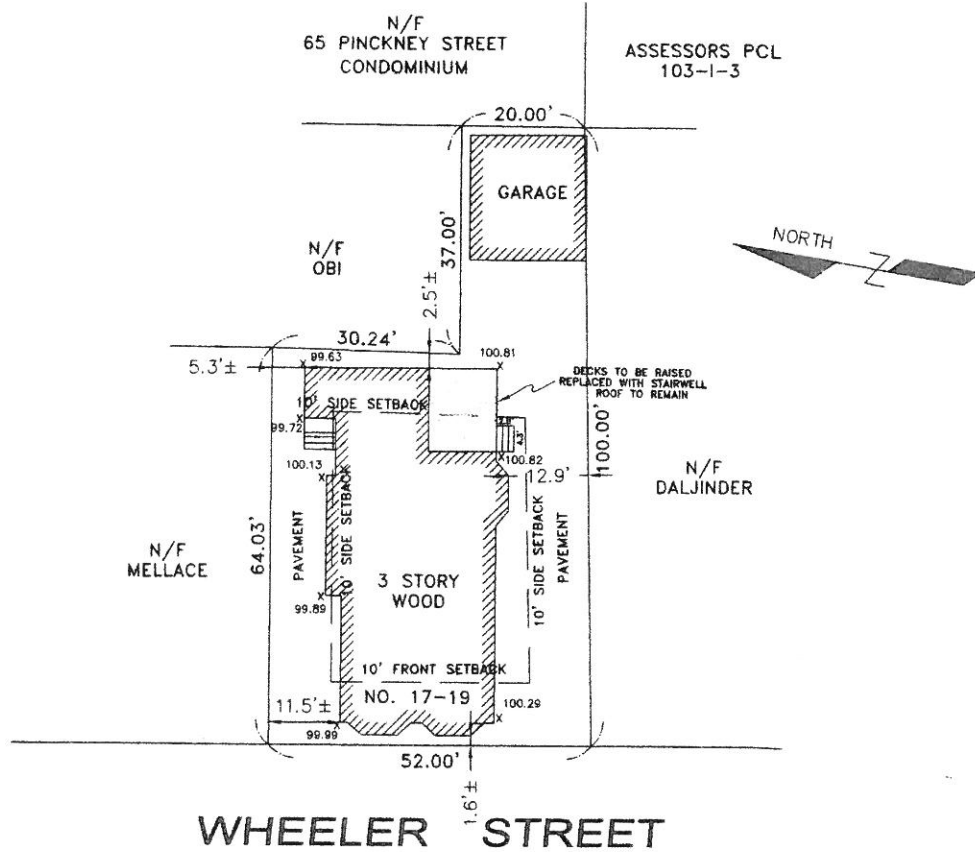 N/F
65 PINCKNEY STREET
CONDOMINIUM
ASSESSORS PCL
103-I-3
20.00'
GARAGE
NORTH
N/F
OBI
37.00'
2.5'±
30.24'
5.3'±
99.63
100.81
DECKS TO BE RAISED
REPLACED WITH STAIRWELL
ROOF TO REMAIN
10' SIDE SETBACK
99.72
4.3'
100.82
100.13
12.9'
100.00'
N/F
DALJINDER
N/F
MELLACE
64.03'
PAVEMENT
10' SIDE SETBACK
3 STORY
WOOD
10' SIDE SETBACK
PAVEMENT
99.89
10' FRONT SETBACK
NO. 17-19
11.5'±
100.29
99.99
52.00'
1.6'±
WHEELER STREET